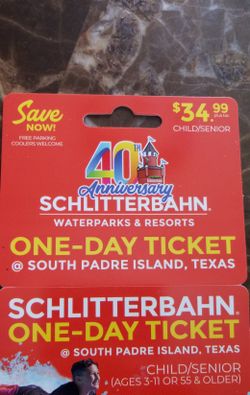 Save
NOW!
FREE PARKING
COOLERS WELCOME
$34.99
CHILD/SENIOR
40TH
Anniversary
SCHLITTERBAHN®
WATERPARKS & RESORTS
ONE-DAY TICKET
@ SOUTH PADRE ISLAND, TEXAS
SCHLITTERBAHN®
ONE-DAY TICKET
@ SOUTH PADRE ISLAND, TEXAS
CHILD/SENIOR
(AGES 3-11 OR 55 & OLDER)